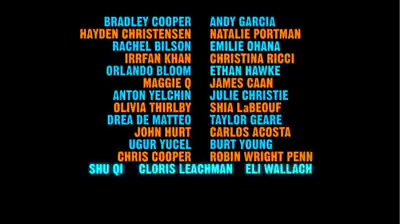 BRADLEY COOPER ANDY GARCIA
HAYDEN CHRISTENSEN NATALIE PORTMAN
RACHEL BILSON EMILIE OHANA
IRRFAN KHAN CHRISTINA RICCI
ORLANDO BLOOM ETHAN HAWKE
MAGGIE Q JAMES CAAN
ANTON YELCHIN JULIE CHRISTIE
OLIVIA THIRLBY SHIA LaBEOUF
DREA DE MATTEO TAYLOR GEARE
JOHN HURT CARLOS ACOSTA
UGUR YUCEL BURT YOUNG
CHRIS COOPER ROBIN WRIGHT PENN
SHU QI CLORIS LEACHMAN ELI WALLACH